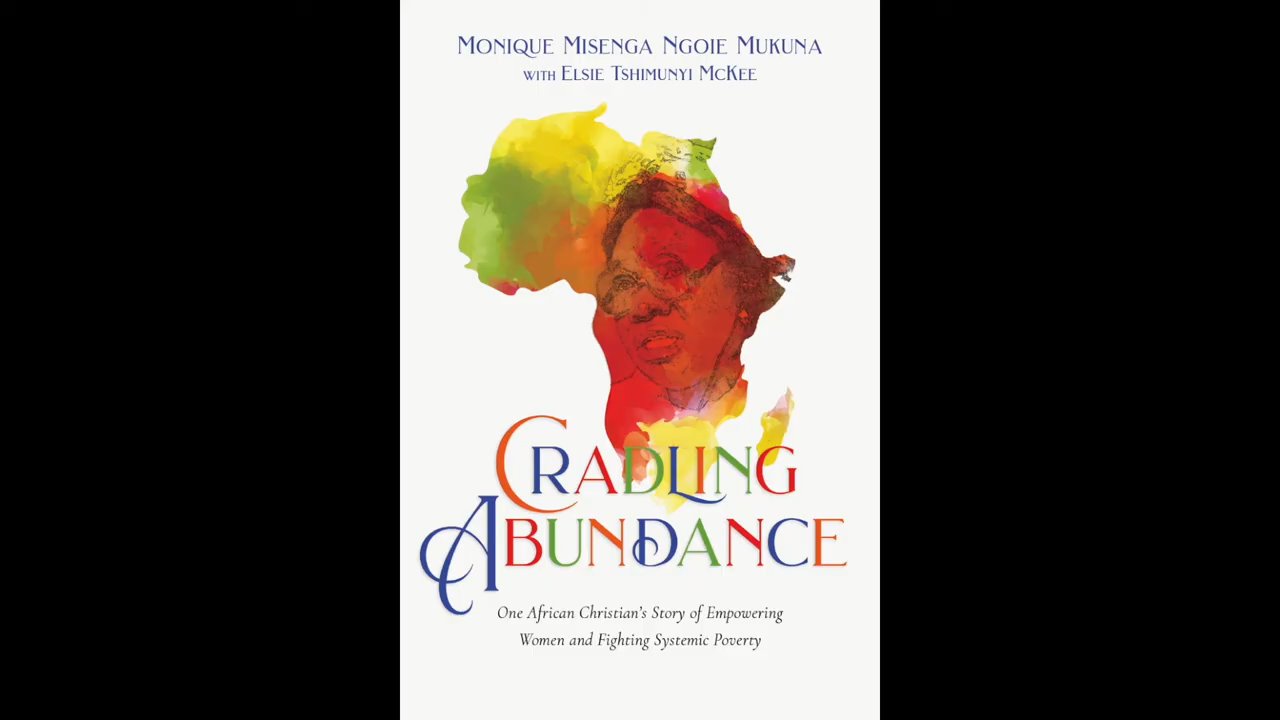 Monique Misenga Ngoie Mukuna
with Elsie Tshimunyi McKee
Cradling
Abundance
One African Christian's Story of Empowering
Women and Fighting Systemic Poverty